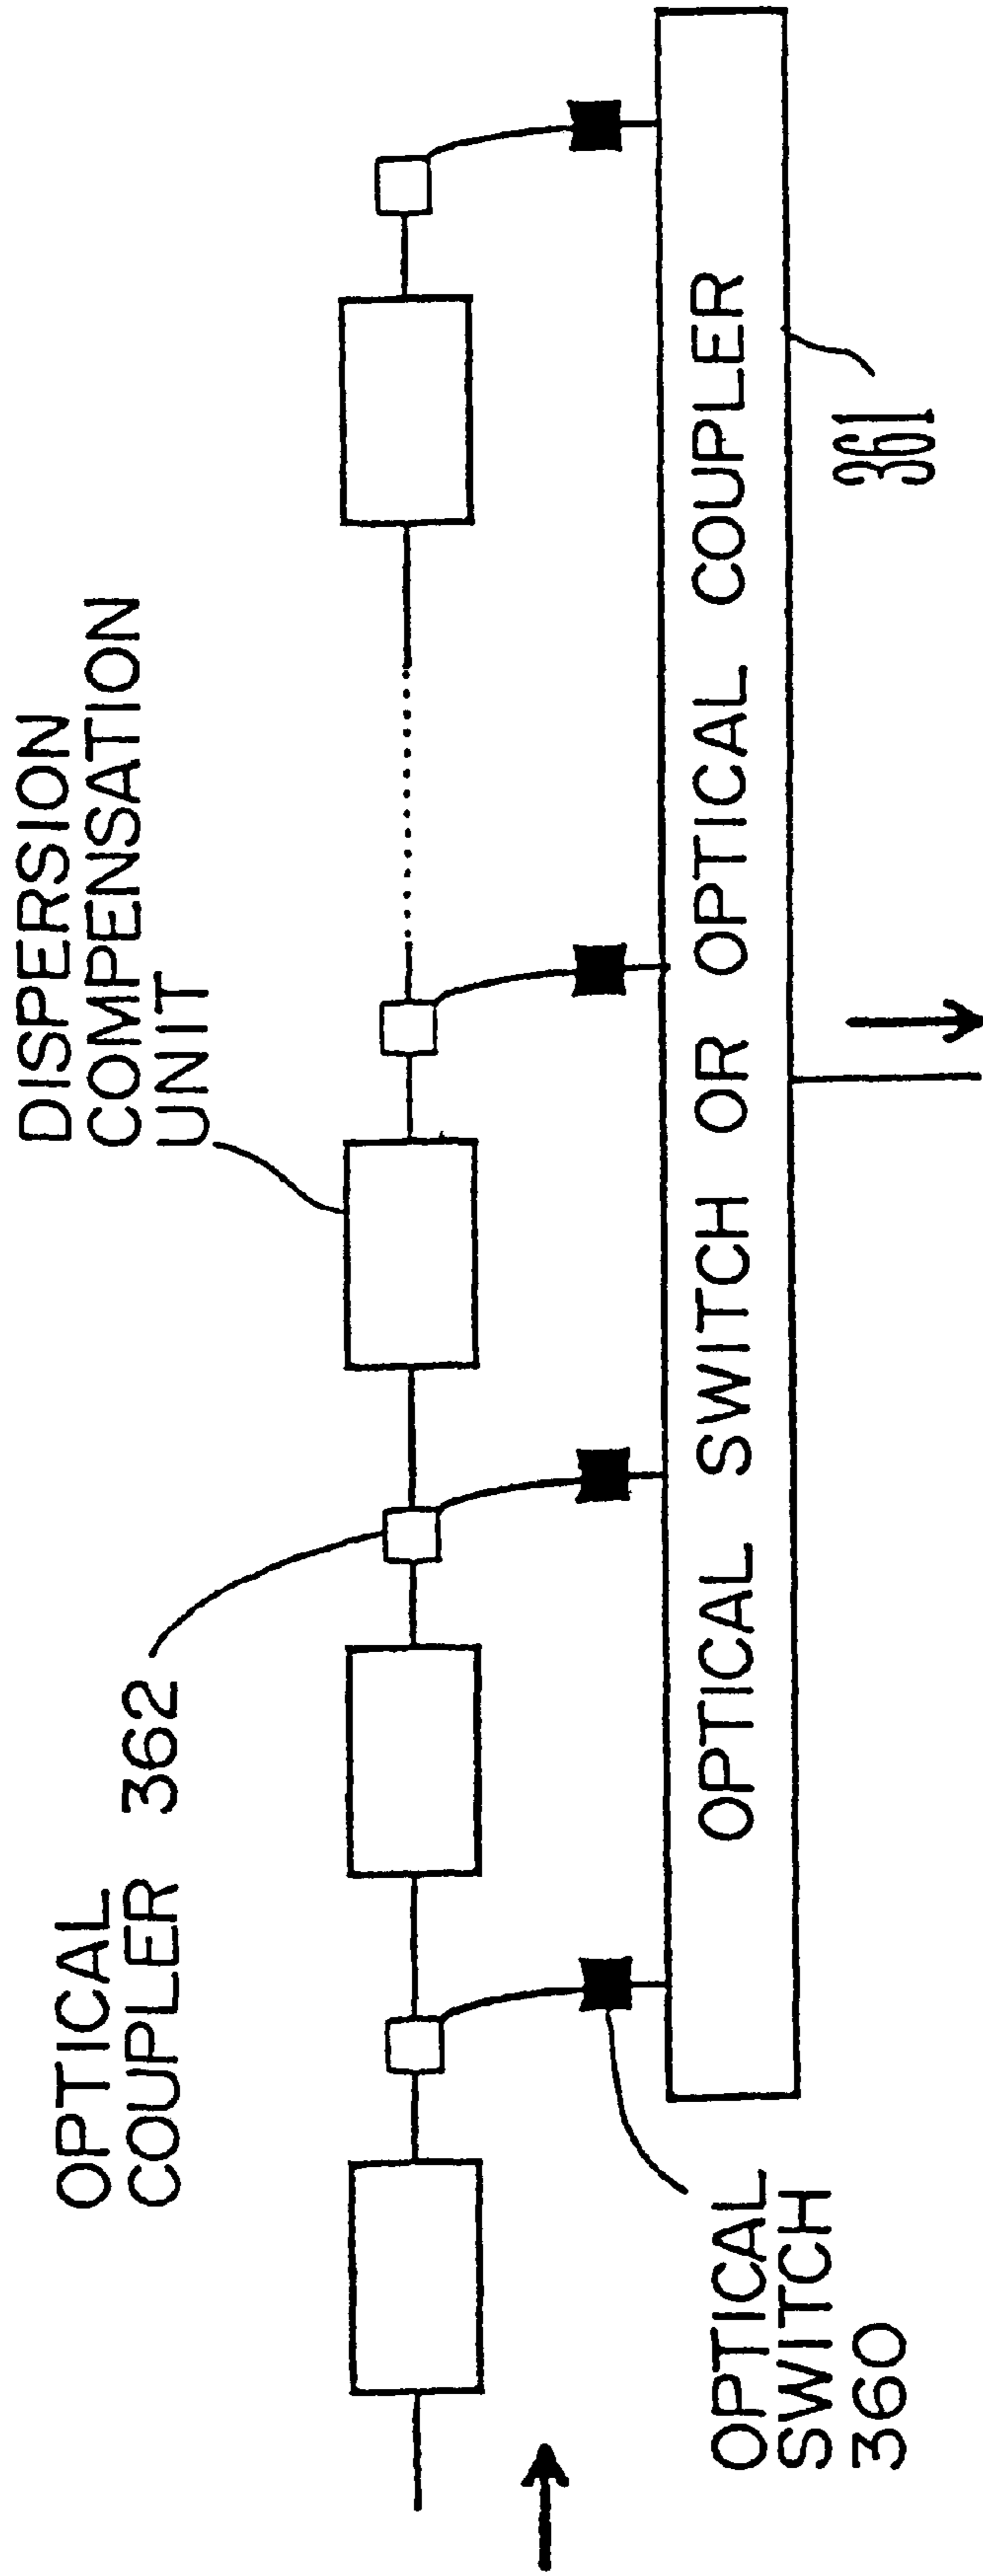 DISPERSION
COMPENSATION
UNIT
OPTICAL
COUPLER 362
OPTICAL SWITCH OR OPTICAL COUPLER
361
OPTICAL
SWITCH
360